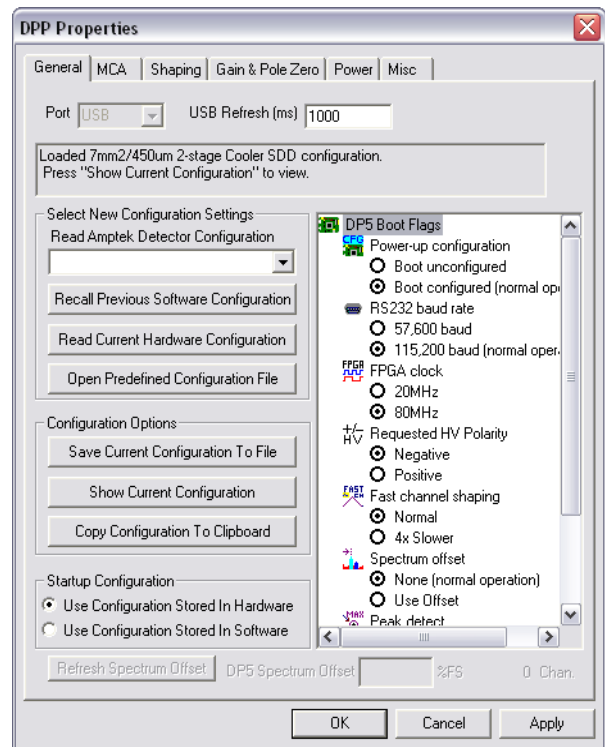 DPP Properties
General MCA Shaping Gain & Pole Zero Power Misc
Port USB USB Refresh (ms) 1000
Loaded 7mm2/450um 2-stage Cooler SDD configuration.
Press "Show Current Configuration" to view.
Select New Configuration Settings
Read Amptek Detector Configuration
Recall Previous Software Configuration
Read Current Hardware Configuration
Open Predefined Configuration File
Configuration Options
Save Current Configuration To File
Show Current Configuration
Copy Configuration To Clipboard
Startup Configuration
Use Configuration Stored In Hardware
Use Configuration Stored In Software
DP5 Boot Flags
CFG Power-up configuration
Boot unconfigured
Boot configured (normal op
RS232 baud rate
57,600 baud
115,200 baud (normal oper
FPGA FPGA clock
20MHz
80MHz
+/- HV Requested HV Polarity
Negative
Positive
FAST CH Fast channel shaping
Normal
4x Slower
Spectrum offset
None (normal operation)
Use Offset
MAX Peak detect
Refresh Spectrum Offset DP5 Spectrum Offset %FS 0 Chan.
OK Cancel Apply